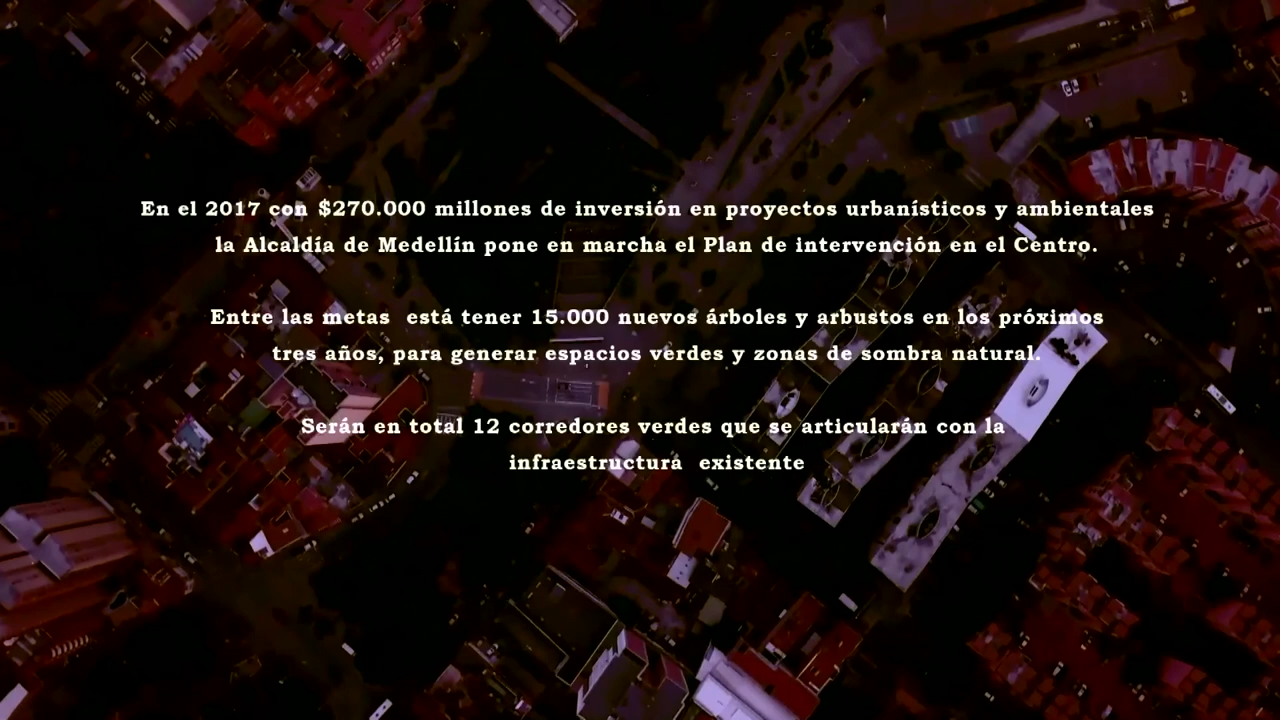 En el 2017 con $270.000 millones de inversión en proyectos urbanísticos y ambientales
la Alcaldía de Medellín pone en marcha el Plan de intervención en el Centro.
Entre las metas está tener 15.000 nuevos árboles y arbustos en los próximos
tres años, para generar espacios verdes y zonas de sombra natural.
Serán en total 12 corredores verdes que se articularán con la
infraestructura existente